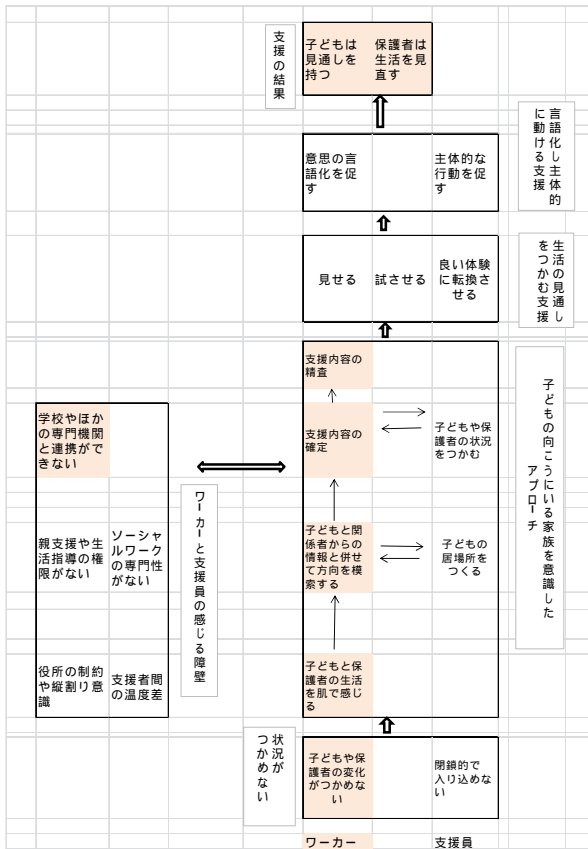 支援の結果
子どもは
見通しを
持つ
保護者は
生活を見
直す
言語化し主体的
に動ける支援
意思の言
語化を促
す
主体的な
行動を促
す
生活の見通し
をつかむ支援
見せる
試させる
良い体験
に転換さ
せる
子どもの向こうにいる家族を意識した
アプローチ
支援内容の
精査
支援内容の
確定
子どもや保
護者の状況
をつかむ
子どもと関
係者からの
情報と併せ
て方向を模
索する
子どもの
居場所を
つくる
子どもと保
護者の生活
を肌で感じ
る
学校やほか
の専門機関
と連携がで
きない
親支援や生
活指導の権
限がない
ソーシャ
ルワーク
の専門性
がない
役所の制約
や縦割り意
識
支援者間
の温度差
ワーカーと支援員の感じる障壁
状況が
つかめない
子どもや保
護者の変化
がつかめな
い
閉鎖的で
入り込めな
い
ワーカー
支援員